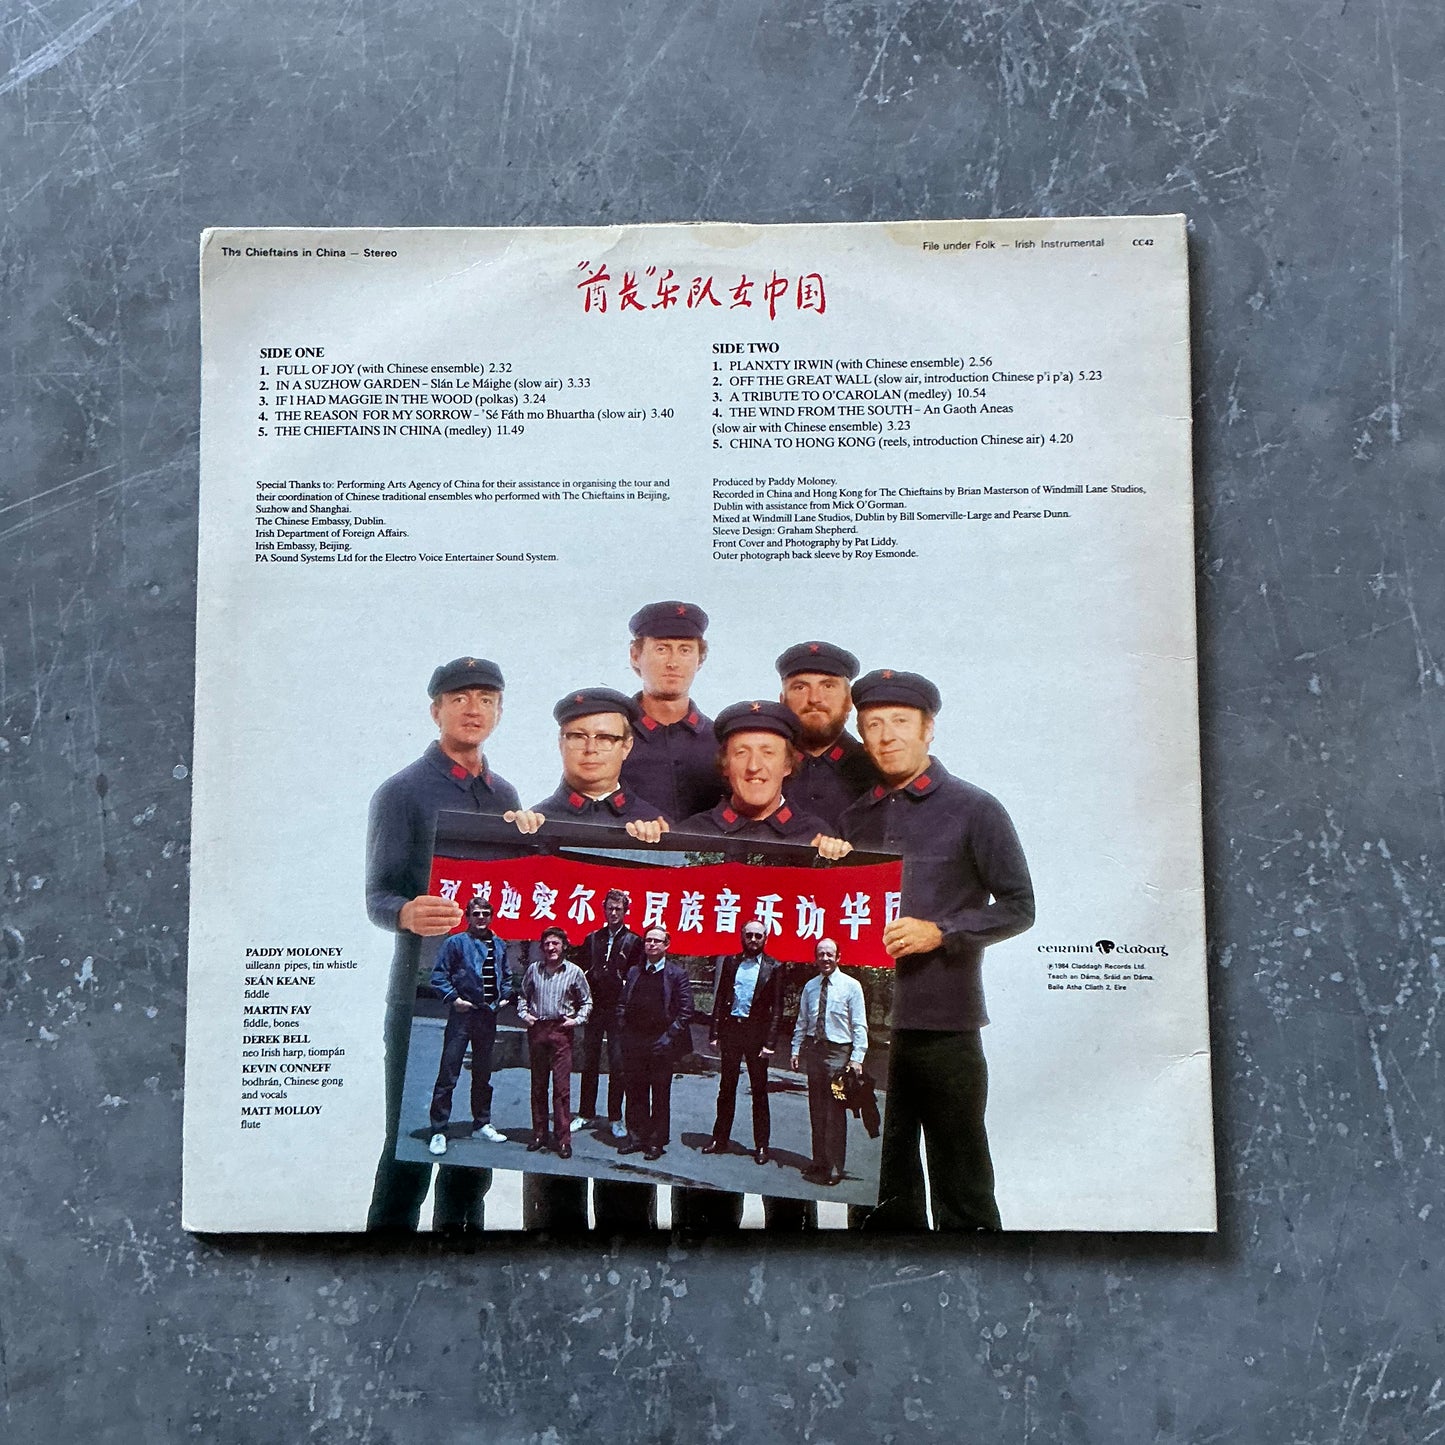 The Chieftains in China – Stereo
File under Folk – Irish Instrumental CC42
"酋长"乐队在中国
SIDE ONE
1. FULL OF JOY (with Chinese ensemble) 2.32
2. IN A SUZHOW GARDEN – Slán Le Máighe (slow air) 3.33
3. IF I HAD MAGGIE IN THE WOOD (polkas) 3.24
4. THE REASON FOR MY SORROW – 'Sé Fáth mo Bhuartha (slow air) 3.40
5. THE CHIEFTAINS IN CHINA (medley) 11.49
SIDE TWO
1. PLANXTY IRWIN (with Chinese ensemble) 2.56
2. OFF THE GREAT WALL (slow air, introduction Chinese p'i p'a) 5.23
3. A TRIBUTE TO O'CAROLAN (medley) 10.54
4. THE WIND FROM THE SOUTH – An Gaoth Aneas
(slow air with Chinese ensemble) 3.23
5. CHINA TO HONG KONG (reels, introduction Chinese air) 4.20
Special Thanks to: Performing Arts Agency of China for their assistance in organising the tour and
their coordination of Chinese traditional ensembles who performed with The Chieftains in Beijing,
Suzhow and Shanghai.
The Chinese Embassy, Dublin.
Irish Department of Foreign Affairs.
Irish Embassy, Beijing.
PA Sound Systems Ltd for the Electro Voice Entertainer Sound System.
Produced by Paddy Moloney.
Recorded in China and Hong Kong for The Chieftains by Brian Masterson of Windmill Lane Studios,
Dublin with assistance from Mick O'Gorman.
Mixed at Windmill Lane Studios, Dublin by Bill Somerville-Large and Pearse Dunn.
Sleeve Design: Graham Shepherd.
Front Cover and Photography by Pat Liddy.
Outer photograph back sleeve by Roy Esmonde.
迎爱尔 民族音乐访华
PADDY MOLONEY
uilleann pipes, tin whistle
SEÁN KEANE
fiddle
MARTIN FAY
fiddle, bones
DEREK BELL
neo Irish harp, tiompán
KEVIN CONNEFF
bodhrán, Chinese gong
and vocals
MATT MOLLOY
flute
ceirníní cladaig
℗1984 Claddagh Records Ltd.
Teach an Dáma, Sráid an Dáma.
Baile Atha Cliath 2, Eire